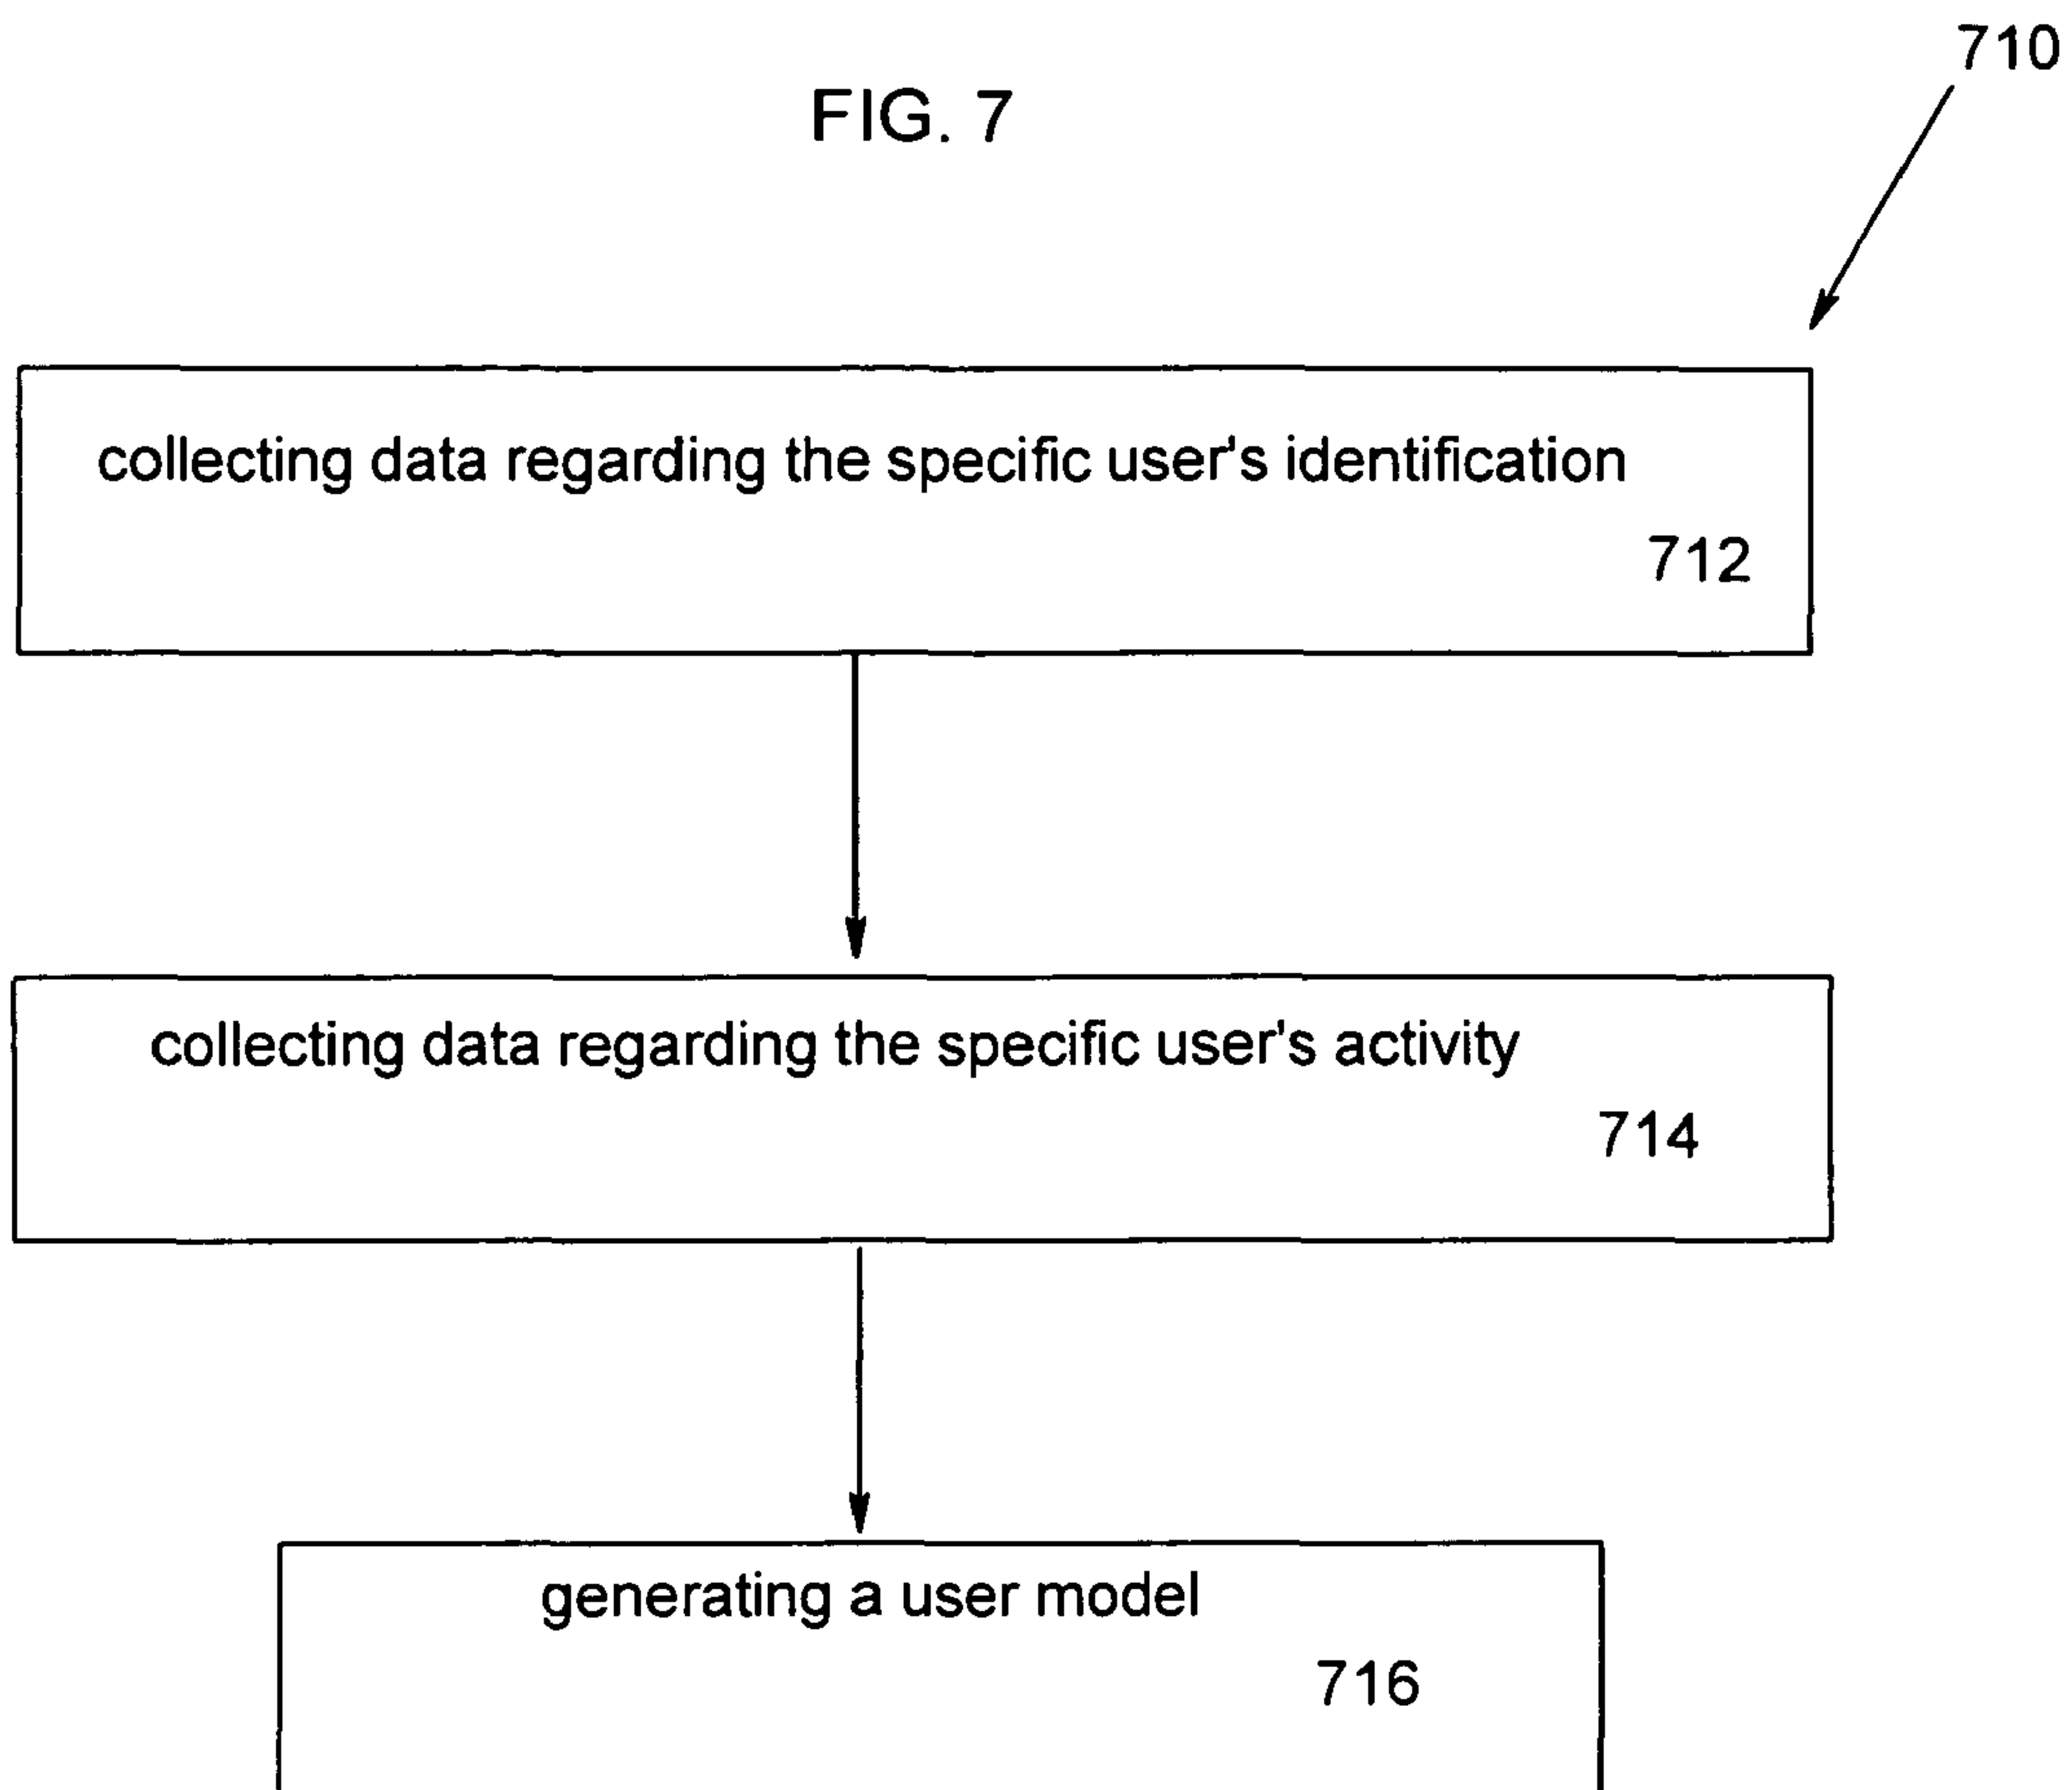 710
FIG. 7
collecting data regarding the specific user's identification
712
collecting data regarding the specific user's activity
714
generating a user model
716